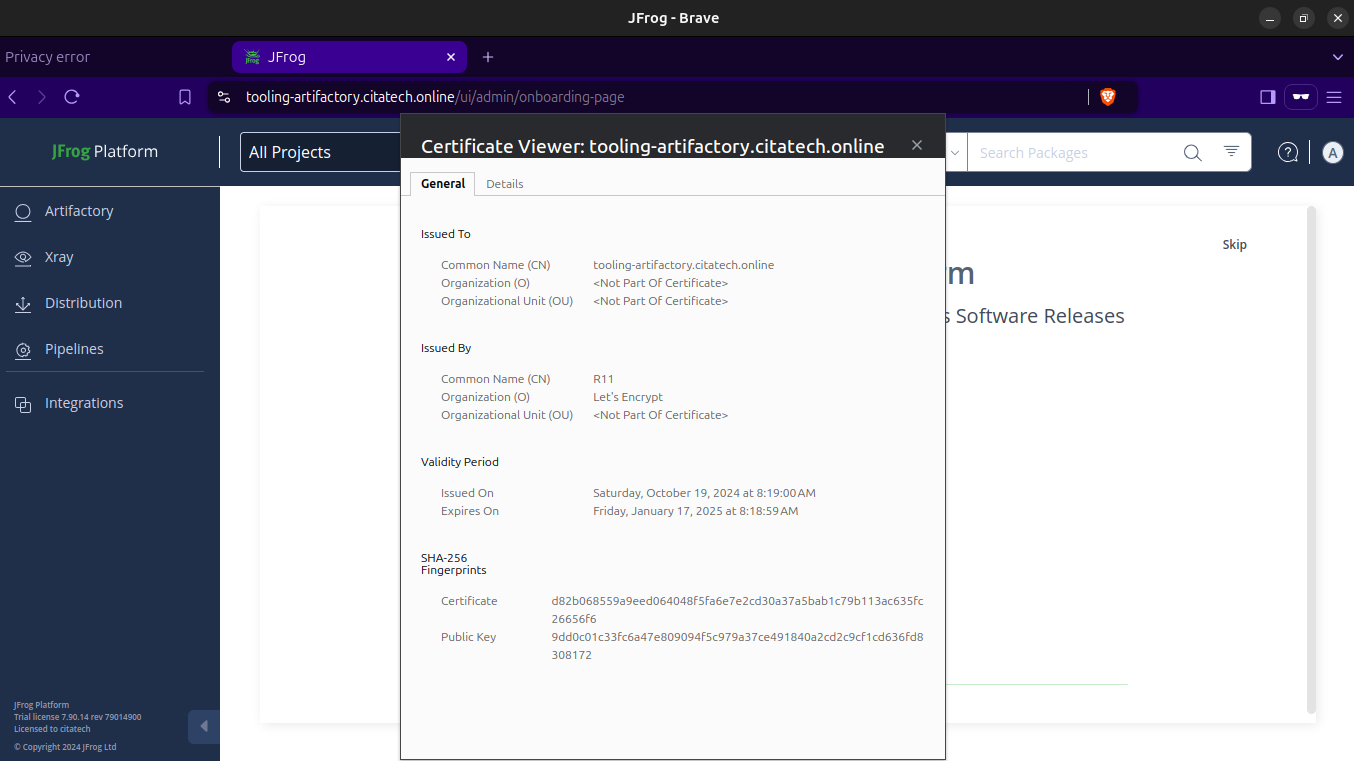 JFrog - Brave
Privacy error
JFrog
tooling-artifactory.citatech.online/ui/admin/onboarding-page
JFrog Platform
All Projects
Search Packages
?
A
Artifactory
Xray
Distribution
Pipelines
Integrations
JFrog Platform
Trial license 7.90.14 rev 79014900
Licensed to citatech
© Copyright 2024 JFrog Ltd
Certificate Viewer: tooling-artifactory.citatech.online
General
Details
Issued To
Common Name (CN) tooling-artifactory.citatech.online
Organization (O) <Not Part Of Certificate>
Organizational Unit (OU) <Not Part Of Certificate>
Issued By
Common Name (CN) R11
Organization (O) Let's Encrypt
Organizational Unit (OU) <Not Part Of Certificate>
Validity Period
Issued On Saturday, October 19, 2024 at 8:19:00 AM
Expires On Friday, January 17, 2025 at 8:18:59 AM
SHA-256
Fingerprints
Certificate d82b068559a9eed064048f5fa6e7e2cd30a37a5bab1c79b113ac635fc
26656f6
Public Key 9dd0c01c33fc6a47e809094f5c979a37ce491840a2cd2c9cf1cd636fd8
308172
Skip
m
s Software Releases